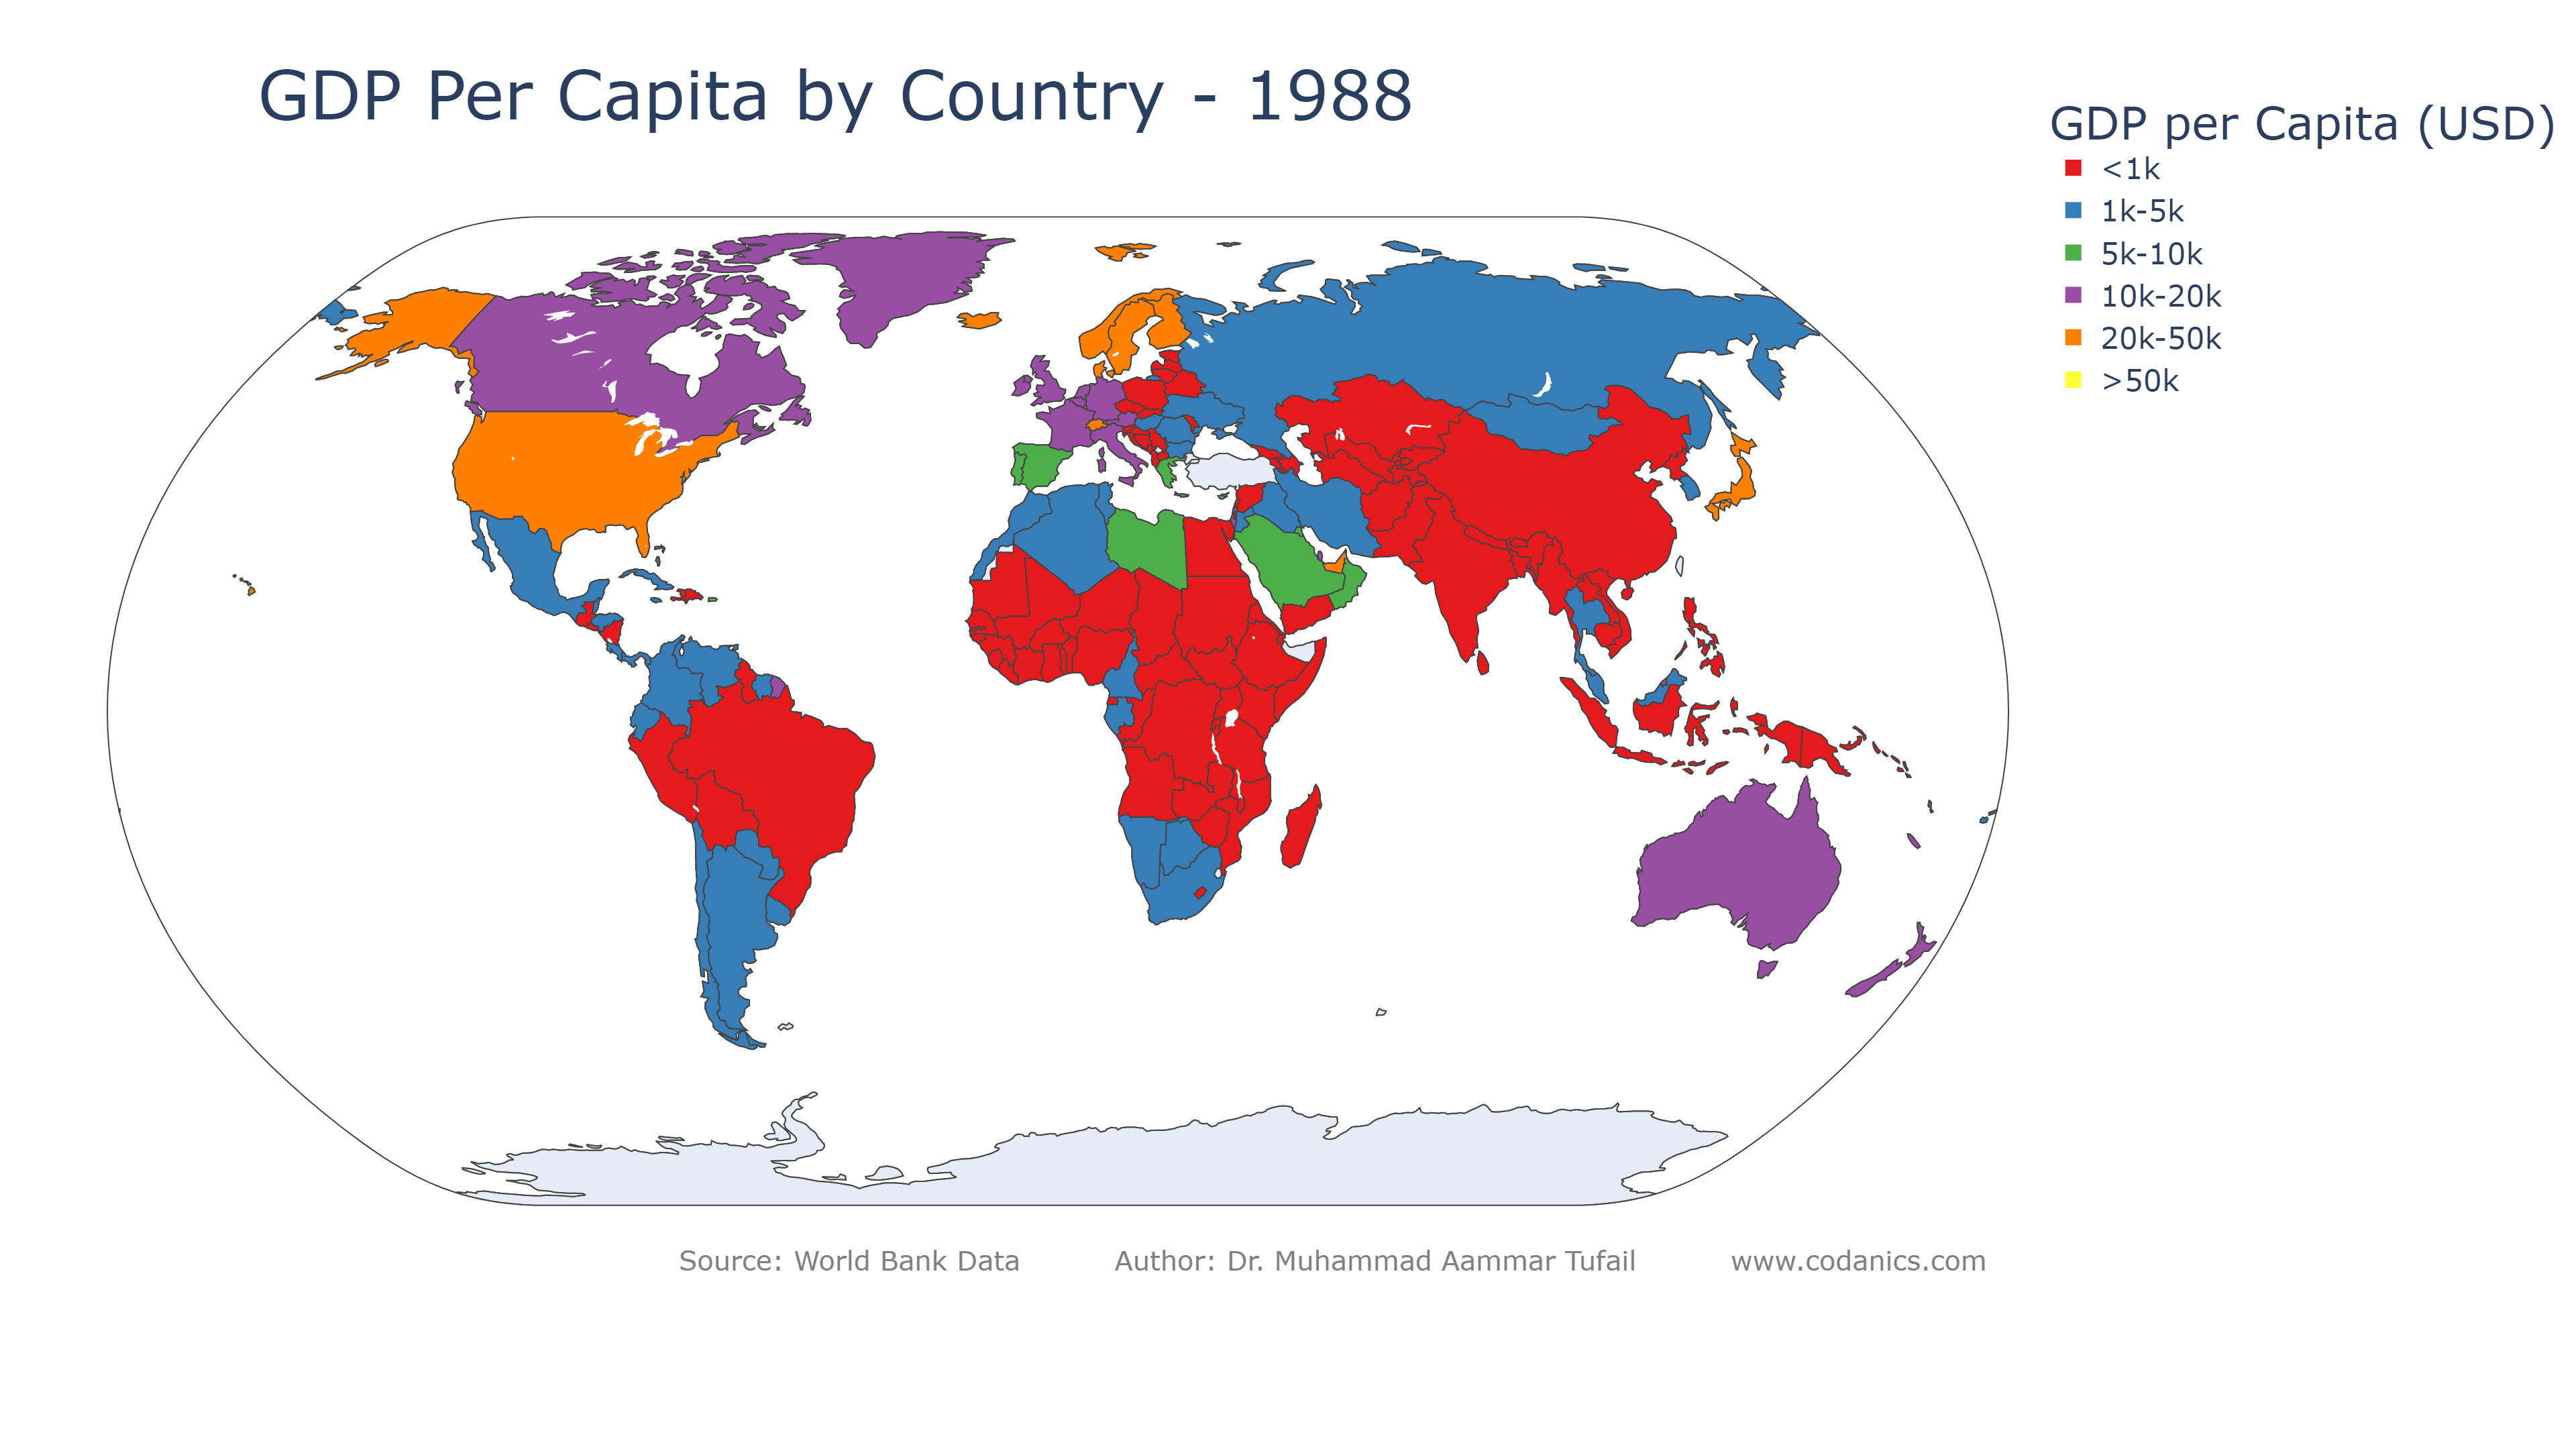 GDP Per Capita by Country - 1988
GDP per Capita (USD)
<1k
1k-5k
5k-10k
10k-20k
20k-50k
>50k
Source: World Bank Data Author: Dr. Muhammad Aammar Tufail www.codanics.com